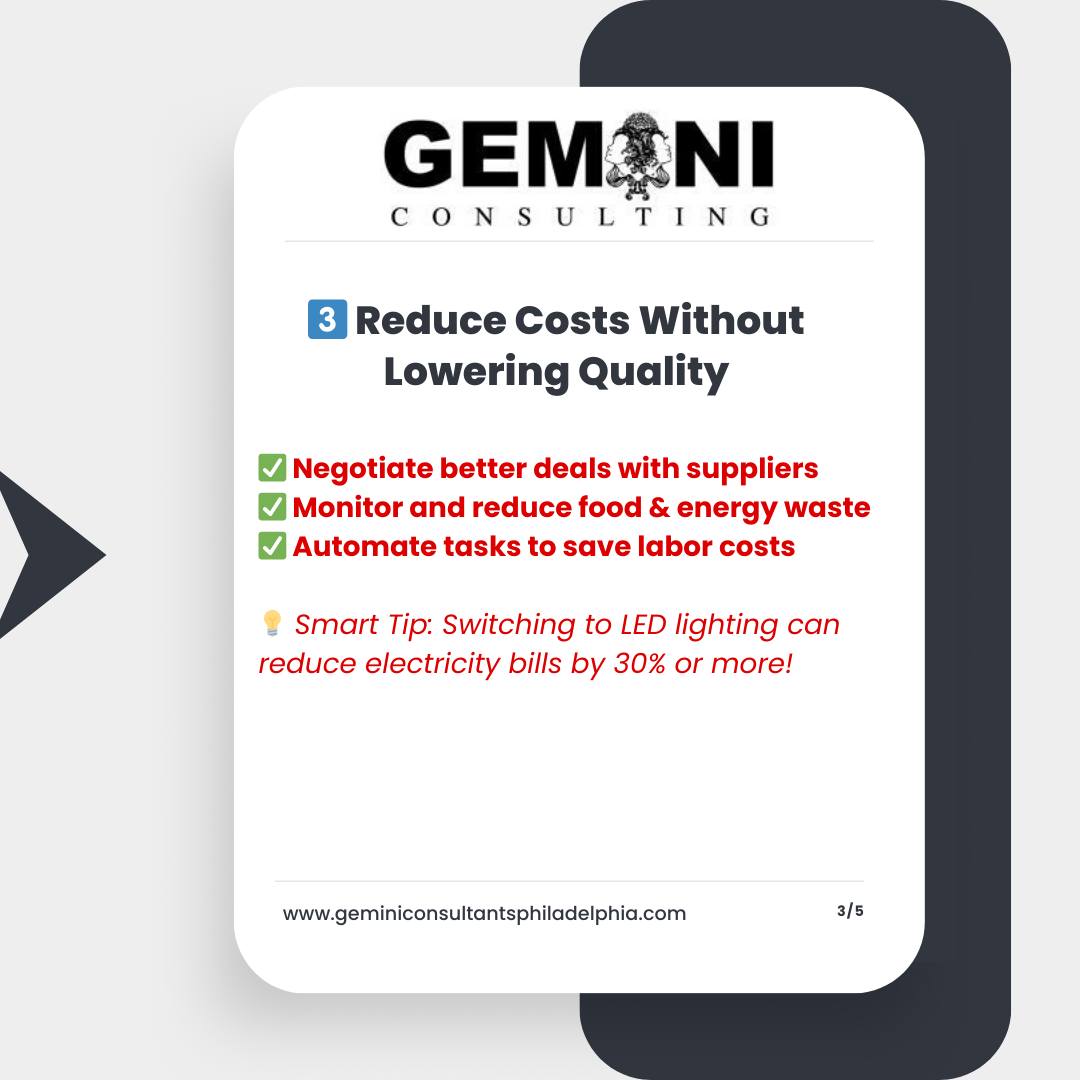 GEMINI
CONSULTING
3 Reduce Costs Without
Lowering Quality
✅ Negotiate better deals with suppliers
✅ Monitor and reduce food & energy waste
✅ Automate tasks to save labor costs
💡 Smart Tip: Switching to LED lighting can
reduce electricity bills by 30% or more!
www.geminiconsultantsphiladelphia.com
3/5